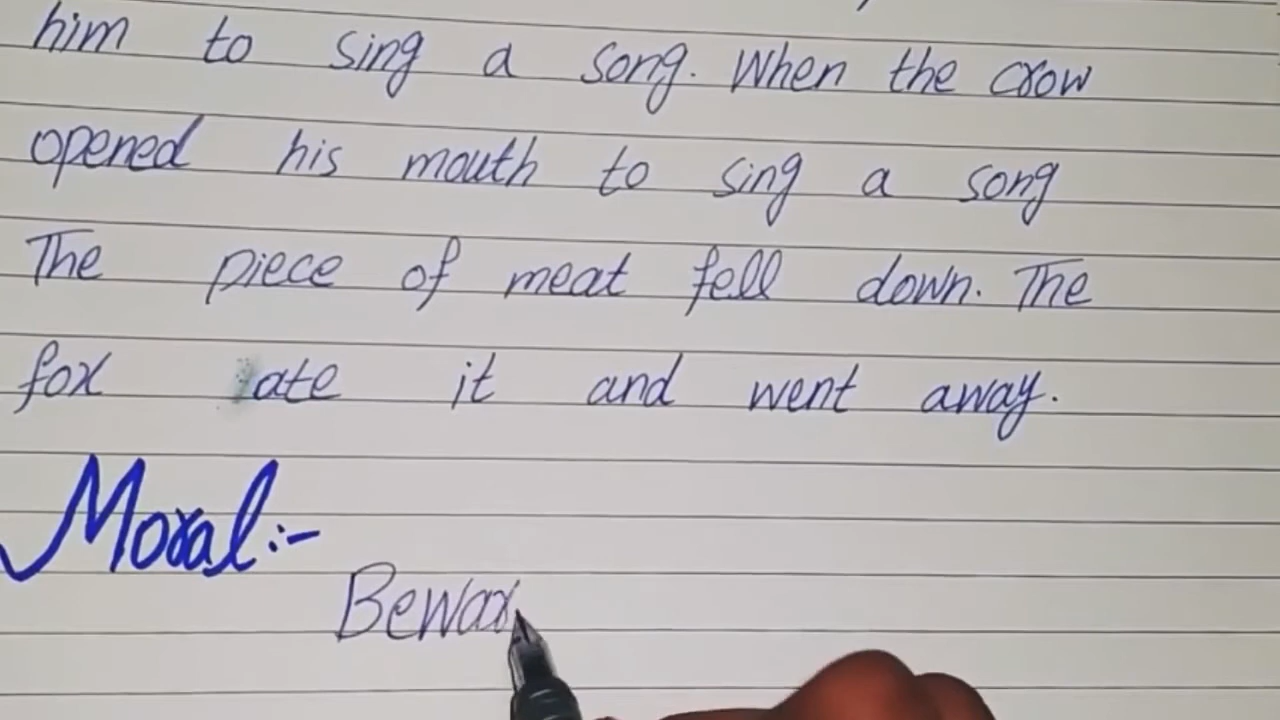 him to sing a song. When the crow
opened his mouth to sing a song
The piece of meat fell down. The
fox ate it and went away.
Moral:-
Bewar